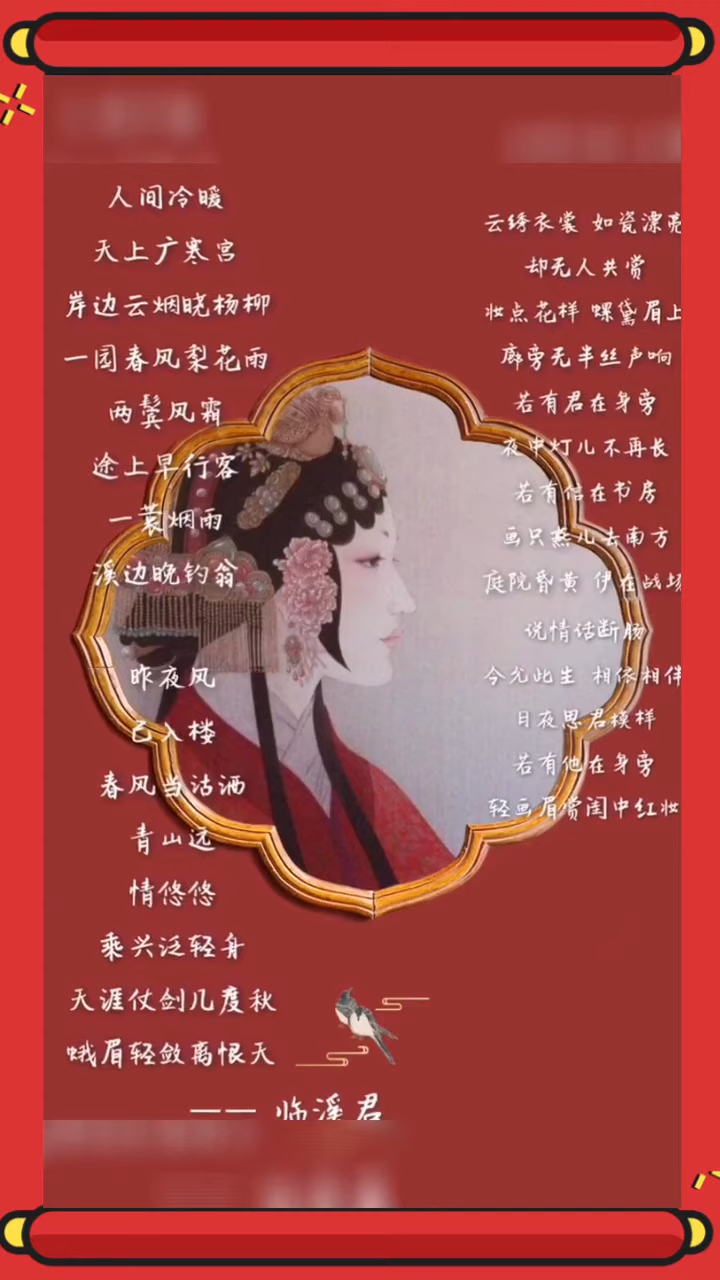 人间冷暖
天上广寒宫
岸边云烟晓杨柳
一园春风梨花雨
两鬓风霜
途上早行客
一蓑烟雨
溪边晚钓翁
昨夜风
已入楼
春风当沽酒
青山远
情悠悠
乘兴泛轻舟
天涯仗剑几度秋
蛾眉轻敛离恨天
—— 临溪君
云绣衣裳 如瓷漂亮
却无人共赏
妆点花样 螺黛眉上
廊旁无半丝声响
若有君在身旁
夜中灯儿不再长
若有信在书房
画只燕儿去南方
庭院昏黄 伊在战场
说情话断肠
今允此生 相依相伴
日夜思君模样
若有他在身旁
轻画眉赏闺中红妆